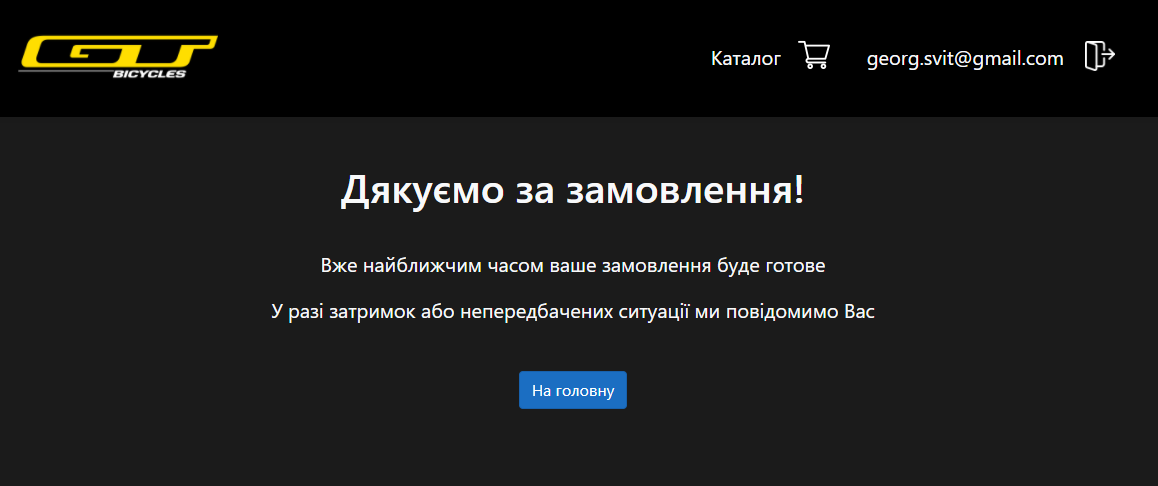 GT
BICYCLES
Каталог georg.svit@gmail.com
Дякуємо за замовлення!
Вже найближчим часом ваше замовлення буде готове
У разі затримок або непередбачених ситуації ми повідомимо Вас
На головну